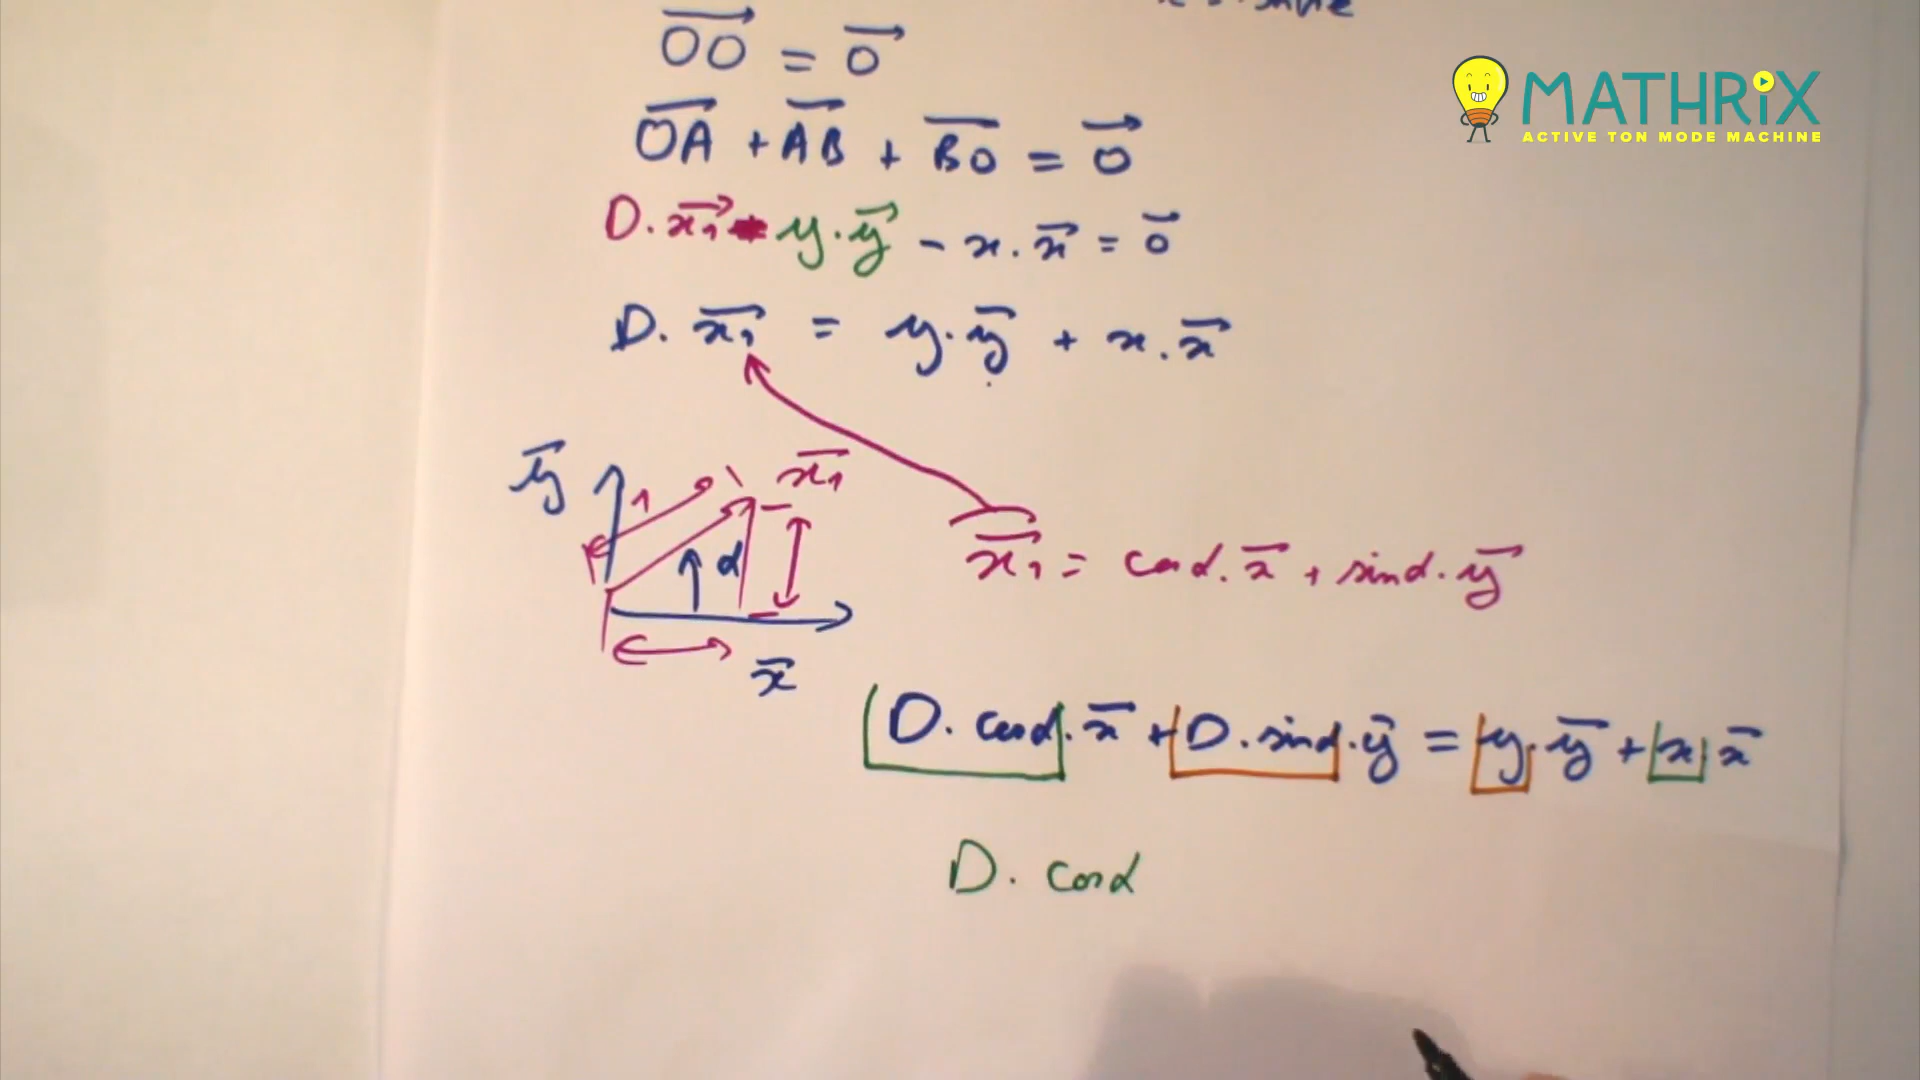 OO = 0
MATHRiX
ACTIVE TON MODE MACHINE
OA + AB + BO = 0
D. x1 y. y - x. x = 0
D. x1 = y. y + x. x
y
1
x1
α
x1 = cosα. x + sinα. y
x
D. cosα. x + D. sinα. y = y. y + x. x
D. cosα